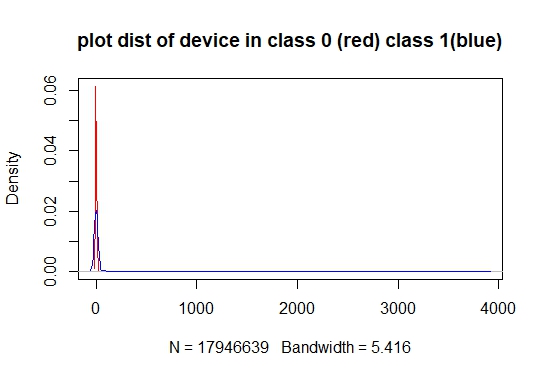 plot dist of device in class 0 (red) class 1(blue)
Density
0.06
0.04
0.02
0.00
0 1000 2000 3000 4000
N = 17946639 Bandwidth = 5.416